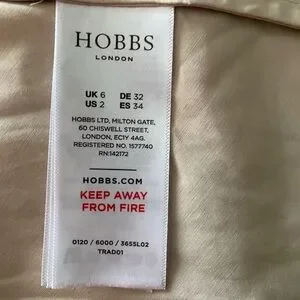 HOBBS
LONDON
UK 6 DE 32
US 2 ES 34
HOBBS LTD, MILTON GATE,
60 CHISWELL STREET,
LONDON, EC1Y 4AG.
REGISTERED NO. 1577740
RN:142172
HOBBS.COM
KEEP AWAY
FROM FIRE
0120 / 6000 / 3655L02
TRAD01